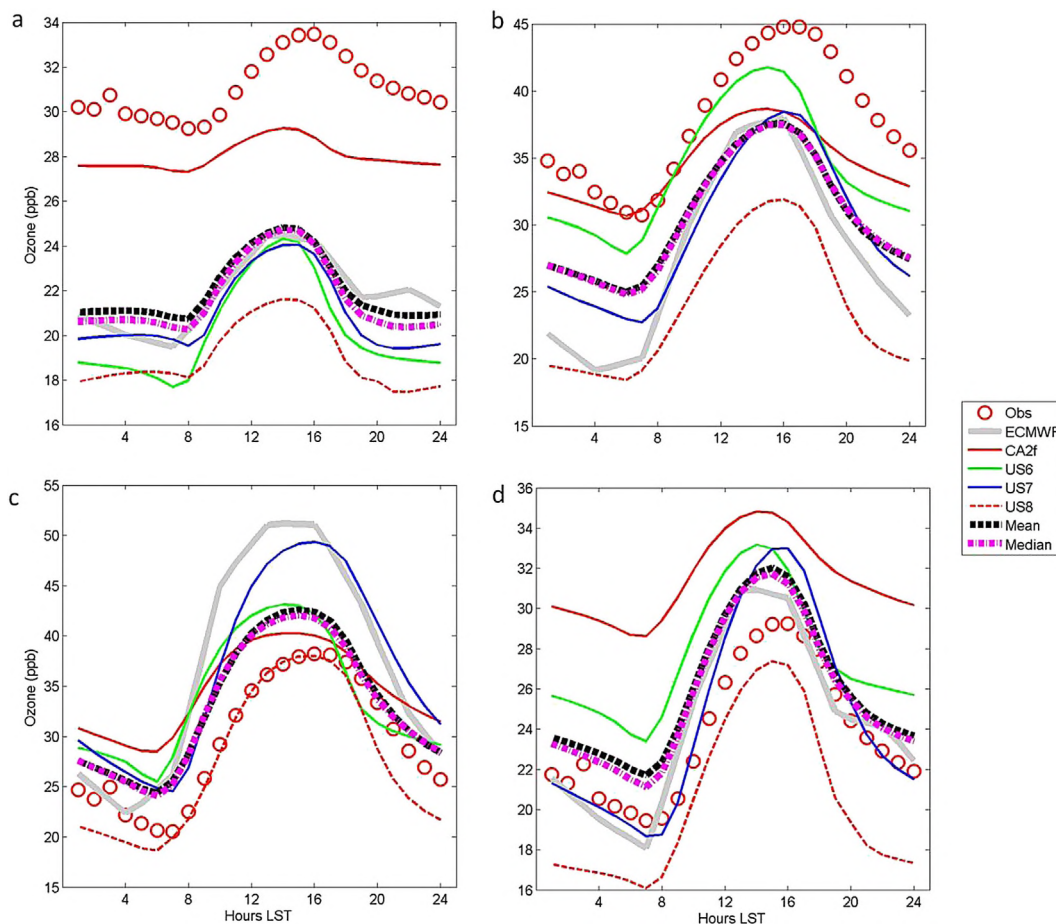 a
34
32
30
28
26
24
22
20
18
16
Ozone (ppb)
4 8 12 16 20 24
b
45
40
35
30
25
20
15
4 8 12 16 20 24
Obs
ECMWF
CA2f
US6
US7
US8
Mean
Median
c
55
50
45
40
35
30
25
20
15
Ozone (ppb)
4 8 12 16 20 24
Hours LST
d
36
34
32
30
28
26
24
22
20
18
16
4 8 12 16 20 24
Hours LST